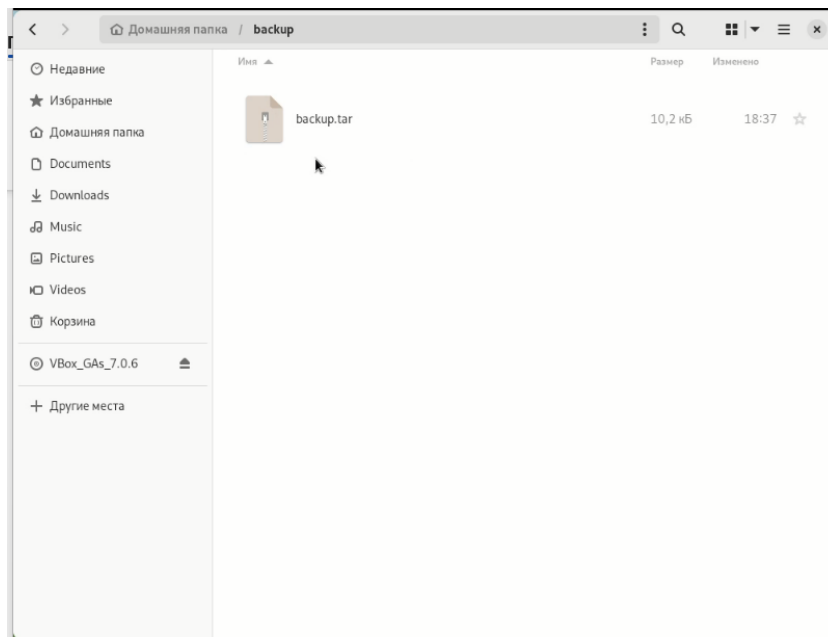 Домашняя папка / backup
Недавние
Избранные
Домашняя папка
Documents
Downloads
Music
Pictures
Videos
Корзина
VBox_GAs_7.0.6
Другие места
Имя Размер Изменено
backup.tar 10,2 кБ 18:37